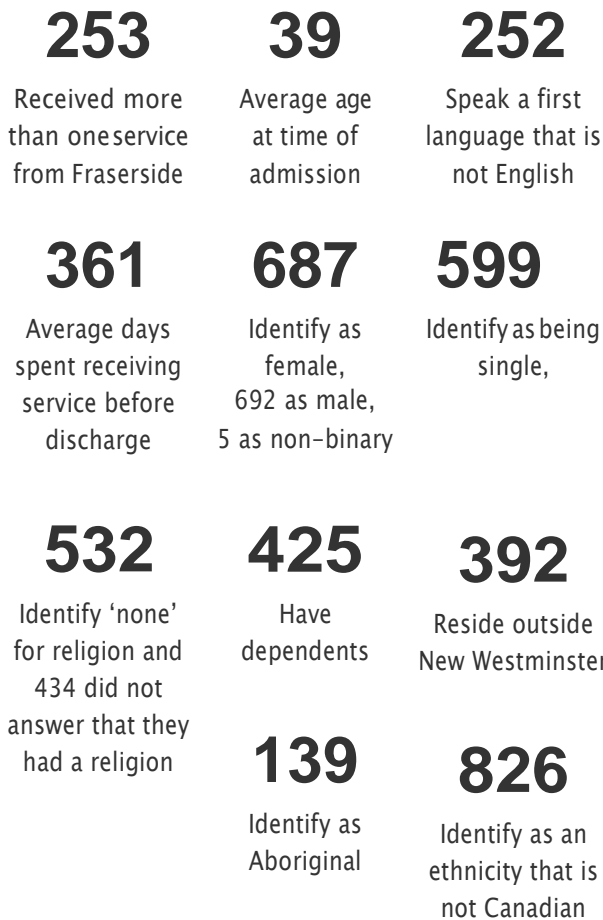 253
Received more
than one service
from Fraserside
39
Average age
at time of
admission
252
Speak a first
language that is
not English
361
Average days
spent receiving
service before
discharge
687
Identify as
female,
692 as male,
5 as non-binary
599
Identify as being
single,
532
Identify ‘none’
for religion and
434 did not
answer that they
had a religion
425
Have
dependents
392
Reside outside
New Westminster
139
Identify as
Aboriginal
826
Identify as an
ethnicity that is
not Canadian